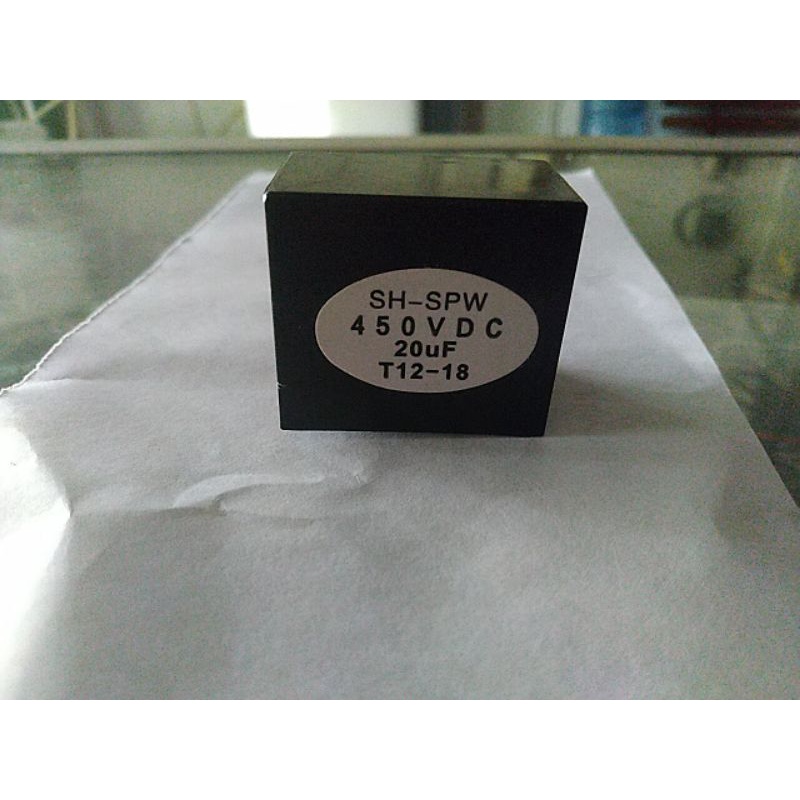 SH-SPW
450VDC
20uF
T12-18